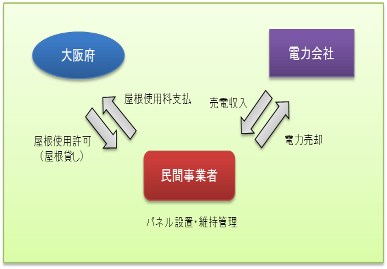 大阪府
電力会社
屋根使用料支払
売電収入
屋根使用許可
（屋根貸し）
電力売却
民間事業者
パネル設置・維持管理